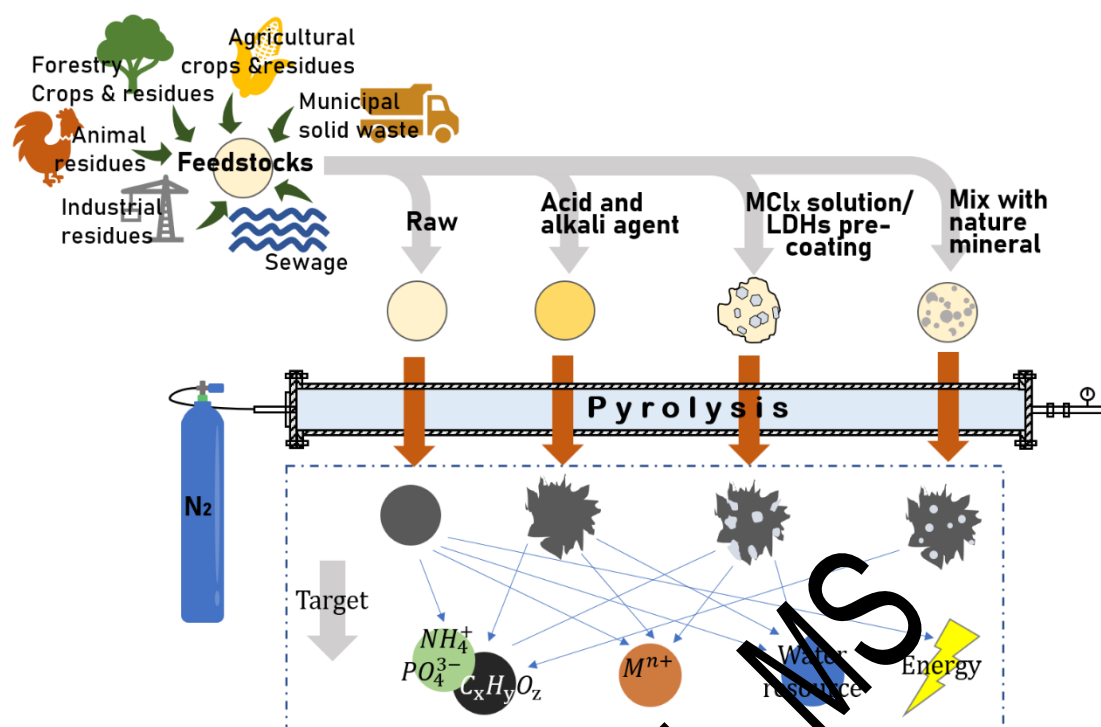 Agricultural
crops &residues
Forestry
Crops & residues
Municipal
solid waste
Animal
residues
Feedstocks
Industrial
residues
Sewage
Raw
Acid and
alkali agent
MClₓ solution/
LDHs pre-
coating
Mix with
nature
mineral
Pyrolysis
N₂
Target
NH₄⁺
PO₄³⁻
CₓHᵧO_z
Mⁿ⁺
Water
resource
Energy
MS